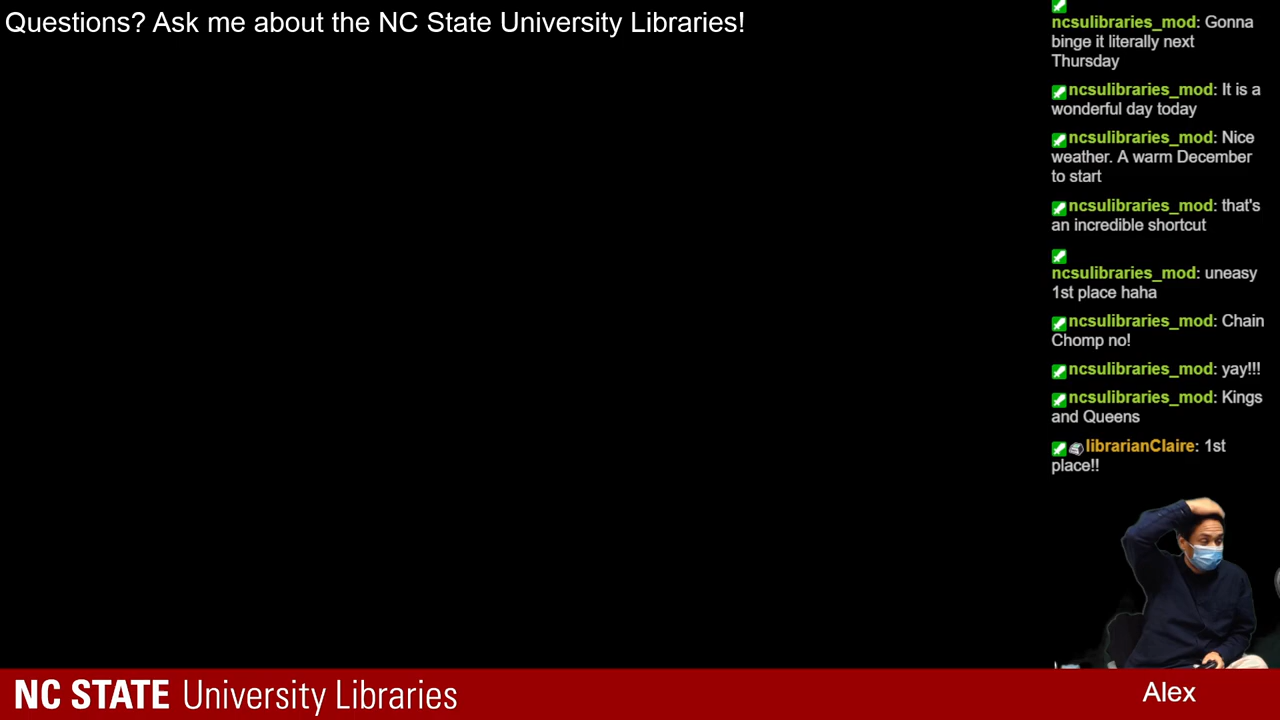 Questions? Ask me about the NC State University Libraries!
ncsulibraries_mod: Gonna
binge it literally next
Thursday
ncsulibraries_mod: It is a
wonderful day today
ncsulibraries_mod: Nice
weather. A warm December
to start
ncsulibraries_mod: that's
an incredible shortcut
ncsulibraries_mod: uneasy
1st place haha
ncsulibraries_mod: Chain
Chomp no!
ncsulibraries_mod: yay!!!
ncsulibraries_mod: Kings
and Queens
librarianClaire: 1st
place!!
NC STATE University Libraries
Alex